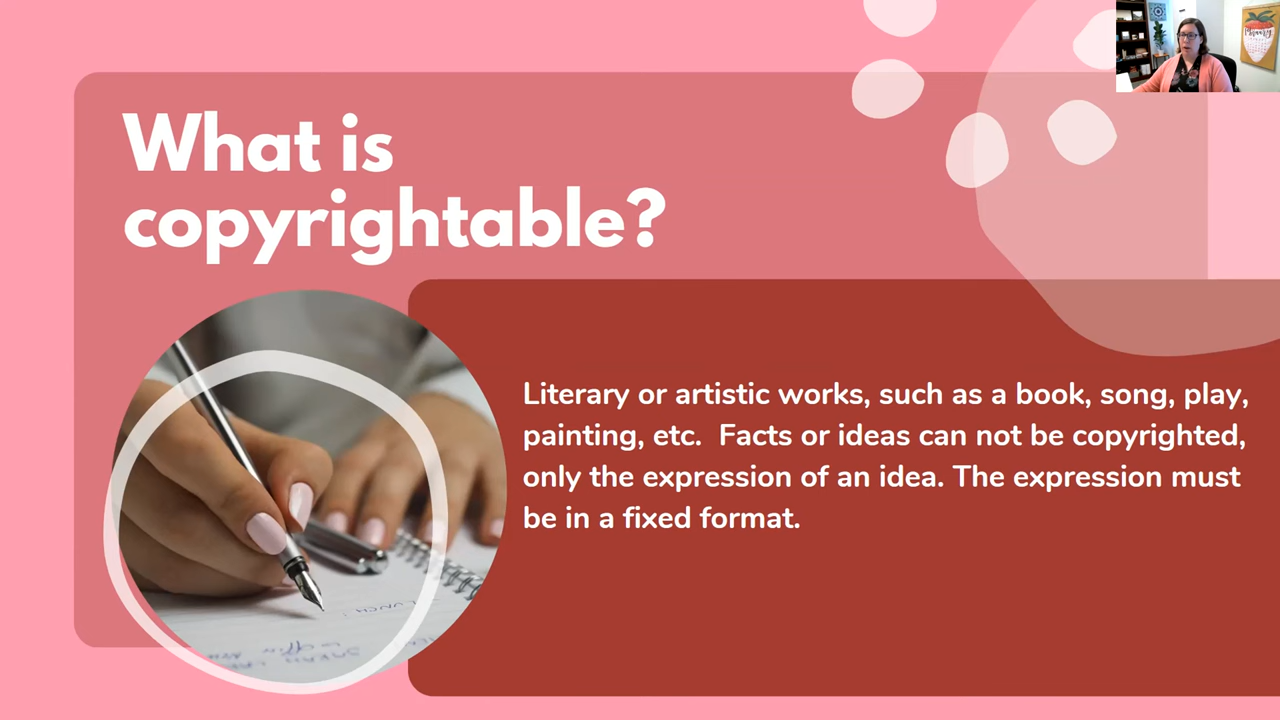 What is
copyrightable?
Literary or artistic works, such as a book, song, play,
painting, etc.  Facts or ideas can not be copyrighted,
only the expression of an idea. The expression must
be in a fixed format.